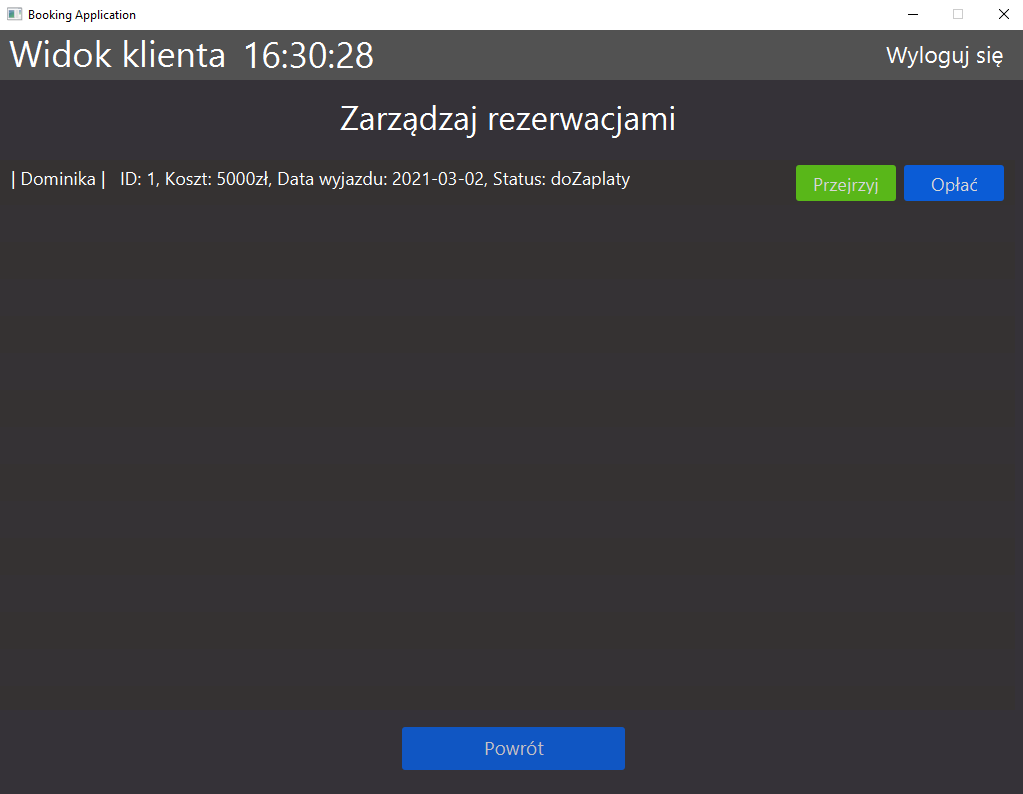 Booking Application
Widok klienta 16:30:28 Wyloguj się
Zarządzaj rezerwacjami
| Dominika | ID: 1, Koszt: 5000zł, Data wyjazdu: 2021-03-02, Status: doZaplaty Przejrzyj Opłać
Powrót